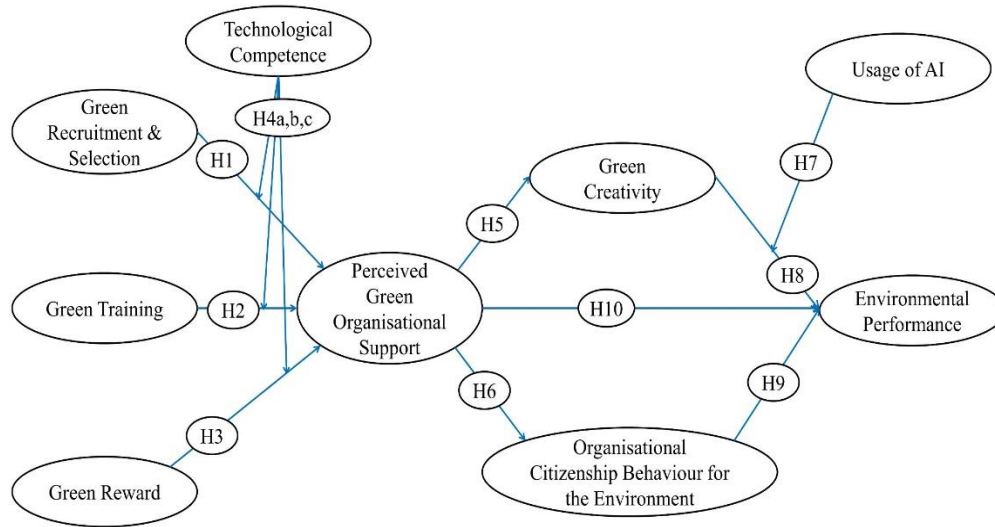 Technological
Competence
Usage of AI
H4a,b,c
Green
Recruitment &
Selection
H1
H7
Green
Creativity
H5
Perceived
Green
Organisational
Support
H8
Green Training
H2
H10
Environmental
Performance
H6
H9
H3
Organisational
Citizenship Behaviour for
the Environment
Green Reward